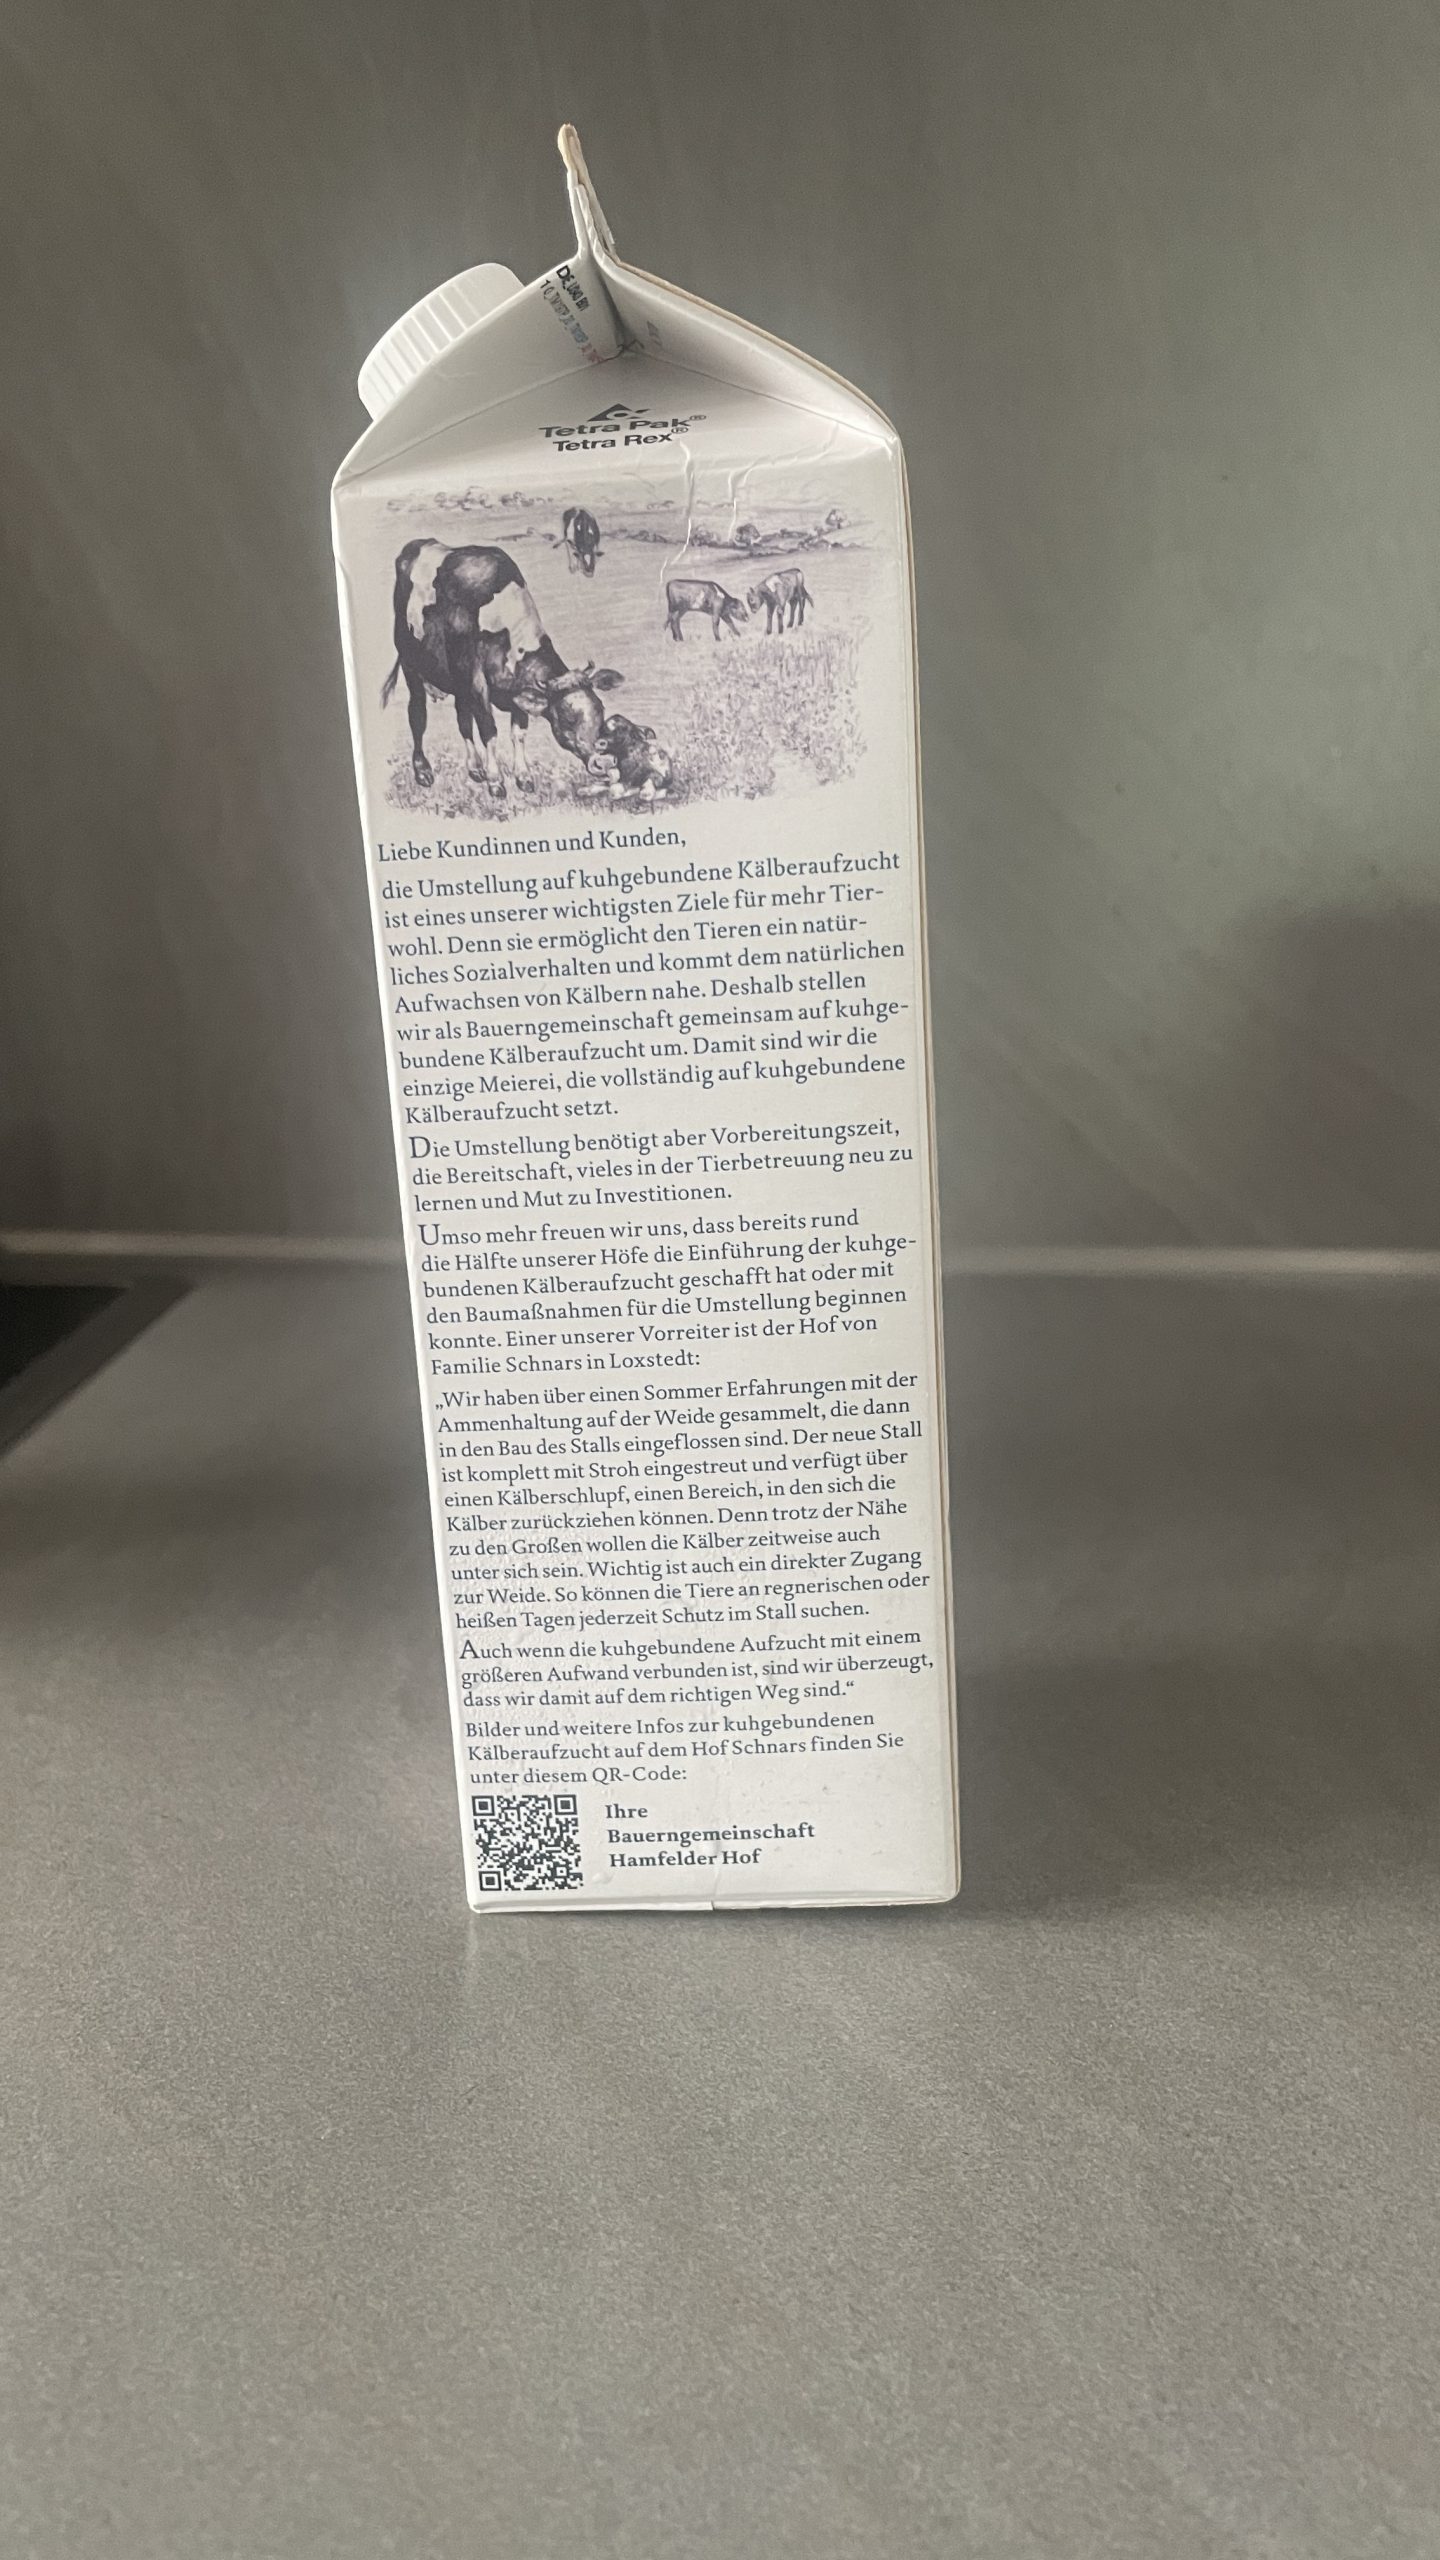 Tetra Pak®
Tetra Rex®
Liebe Kundinnen und Kunden,
die Umstellung auf kuhgebundene Kälberaufzucht
ist eines unserer wichtigsten Ziele für mehr Tier-
wohl. Denn sie ermöglicht den Tieren ein natür-
liches Sozialverhalten und kommt dem natürlichen
Aufwachsen von Kälbern nahe. Deshalb stellen
wir als Bauerngemeinschaft gemeinsam auf kuhge-
bundene Kälberaufzucht um. Damit sind wir die
einzige Meierei, die vollständig auf kuhgebundene
Kälberaufzucht setzt.
Die Umstellung benötigt aber Vorbereitungszeit,
die Bereitschaft, vieles in der Tierbetreuung neu zu
lernen und Mut zu Investitionen.
Umso mehr freuen wir uns, dass bereits rund
die Hälfte unserer Höfe die Einführung der kuhge-
bundenen Kälberaufzucht geschafft hat oder mit
den Baumaßnahmen für die Umstellung beginnen
konnte. Einer unserer Vorreiter ist der Hof von
Familie Schnars in Loxstedt:
„Wir haben über einen Sommer Erfahrungen mit der
Ammenhaltung auf der Weide gesammelt, die dann
in den Bau des Stalls eingeflossen sind. Der neue Stall
ist komplett mit Stroh eingestreut und verfügt über
einen Kälberschlupf, einen Bereich, in den sich die
Kälber zurückziehen können. Denn trotz der Nähe
zu den Großen wollen die Kälber zeitweise auch
unter sich sein. Wichtig ist auch ein direkter Zugang
zur Weide. So können die Tiere an regnerischen oder
heißen Tagen jederzeit Schutz im Stall suchen.
Auch wenn die kuhgebundene Aufzucht mit einem
größeren Aufwand verbunden ist, sind wir überzeugt,
dass wir damit auf dem richtigen Weg sind.“
Bilder und weitere Infos zur kuhgebundenen
Kälberaufzucht auf dem Hof Schnars finden Sie
unter diesem QR-Code:
Ihre
Bauerngemeinschaft
Hamfelder Hof